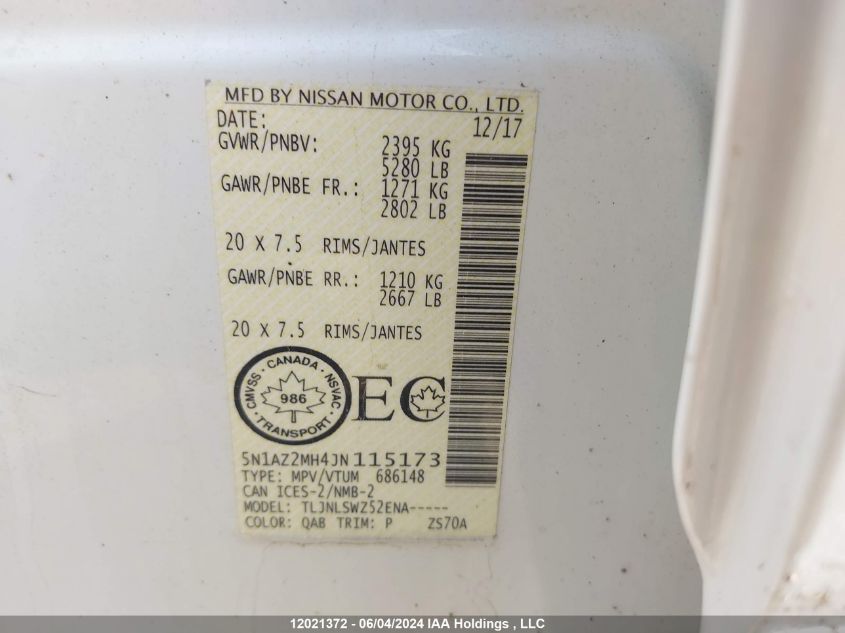 MFD BY NISSAN MOTOR CO., LTD.
DATE: 12/17
GVWR/PNBV: 2395 KG
5280 LB
GAWR/PNBE FR.: 1271 KG
2802 LB
20 X 7.5 RIMS/JANTES
GAWR/PNBE RR.: 1210 KG
2667 LB
20 X 7.5 RIMS/JANTES
CANADA · NSVAC · TRANSPORT · CMVSS ·
986
EC
5N1AZ2MH4JN115173
TYPE: MPV/VTUM 686148
CAN ICES-2/NMB-2
MODEL: TLJNLSWZ52ENA-----
COLOR: QAB TRIM: P ZS70A
12021372 - 06/04/2024 IAA Holdings , LLC